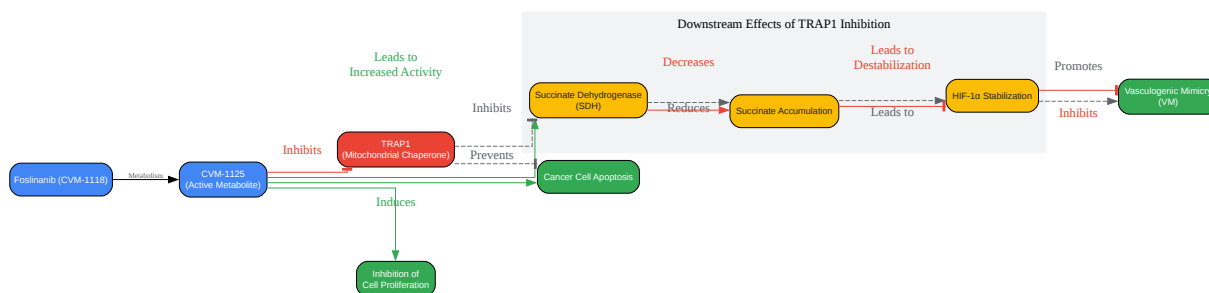 Downstream Effects of TRAP1 Inhibition
Leads to
Increased Activity
Decreases
Leads to
Destabilization
Promotes
Succinate Dehydrogenase
(SDH)
Inhibits
Reduces
Succinate Accumulation
Leads to
HIF-1α Stabilization
Inhibits
Vasculogenic Mimicry
(VM)
Inhibits
TRAP1
(Mitochondrial Chaperone)
Prevents
Foslinanib (CVM-1118)
Metabolism
CVM-1125
(Active Metabolite)
Cancer Cell Apoptosis
Induces
Inhibition of
Cell Proliferation